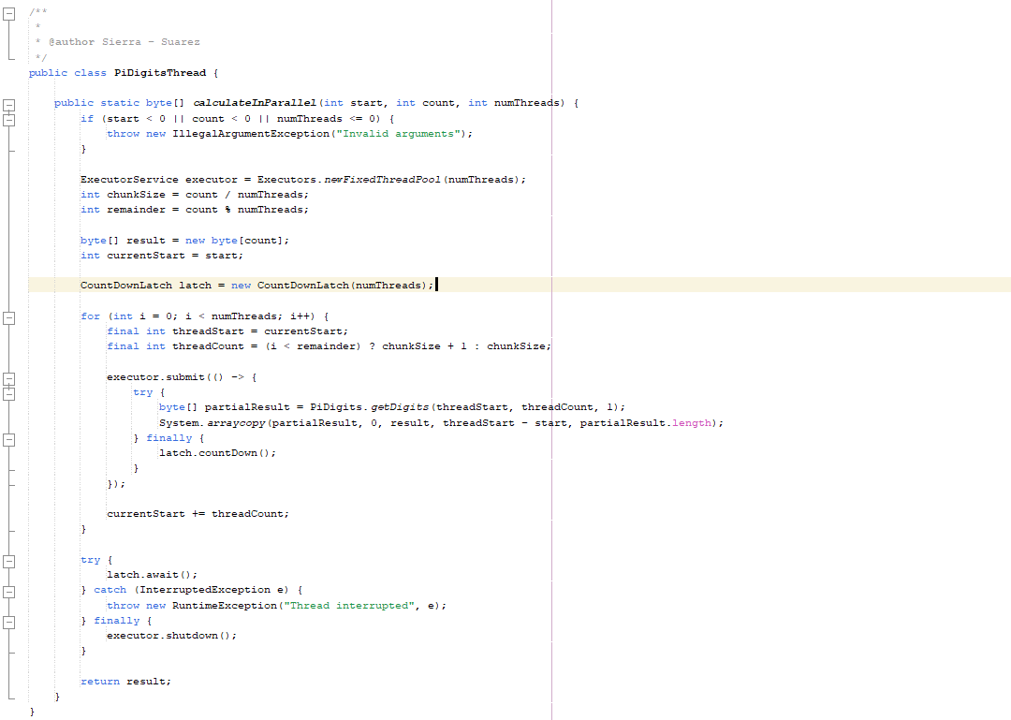 /**
 *
 * @author Sierra - Suarez
 */
public class PiDigitsThread {
    public static byte[] calculateInParallel(int start, int count, int numThreads) {
        if (start < 0 || count < 0 || numThreads <= 0) {
            throw new IllegalArgumentException("Invalid arguments");
        }
        ExecutorService executor = Executors.newFixedThreadPool(numThreads);
        int chunkSize = count / numThreads;
        int remainder = count % numThreads;
        byte[] result = new byte[count];
        int currentStart = start;
        CountDownLatch latch = new CountDownLatch(numThreads);
        for (int i = 0; i < numThreads; i++) {
            final int threadStart = currentStart;
            final int threadCount = (i < remainder) ? chunkSize + 1 : chunkSize;
            executor.submit(() -> {
                try {
                    byte[] partialResult = PiDigits.getDigits(threadStart, threadCount, 1);
                    System.arraycopy(partialResult, 0, result, threadStart - start, partialResult.length);
                } finally {
                    latch.countDown();
                }
            });
            currentStart += threadCount;
        }
        try {
            latch.await();
        } catch (InterruptedException e) {
            throw new RuntimeException("Thread interrupted", e);
        } finally {
            executor.shutdown();
        }
        return result;
    }
}